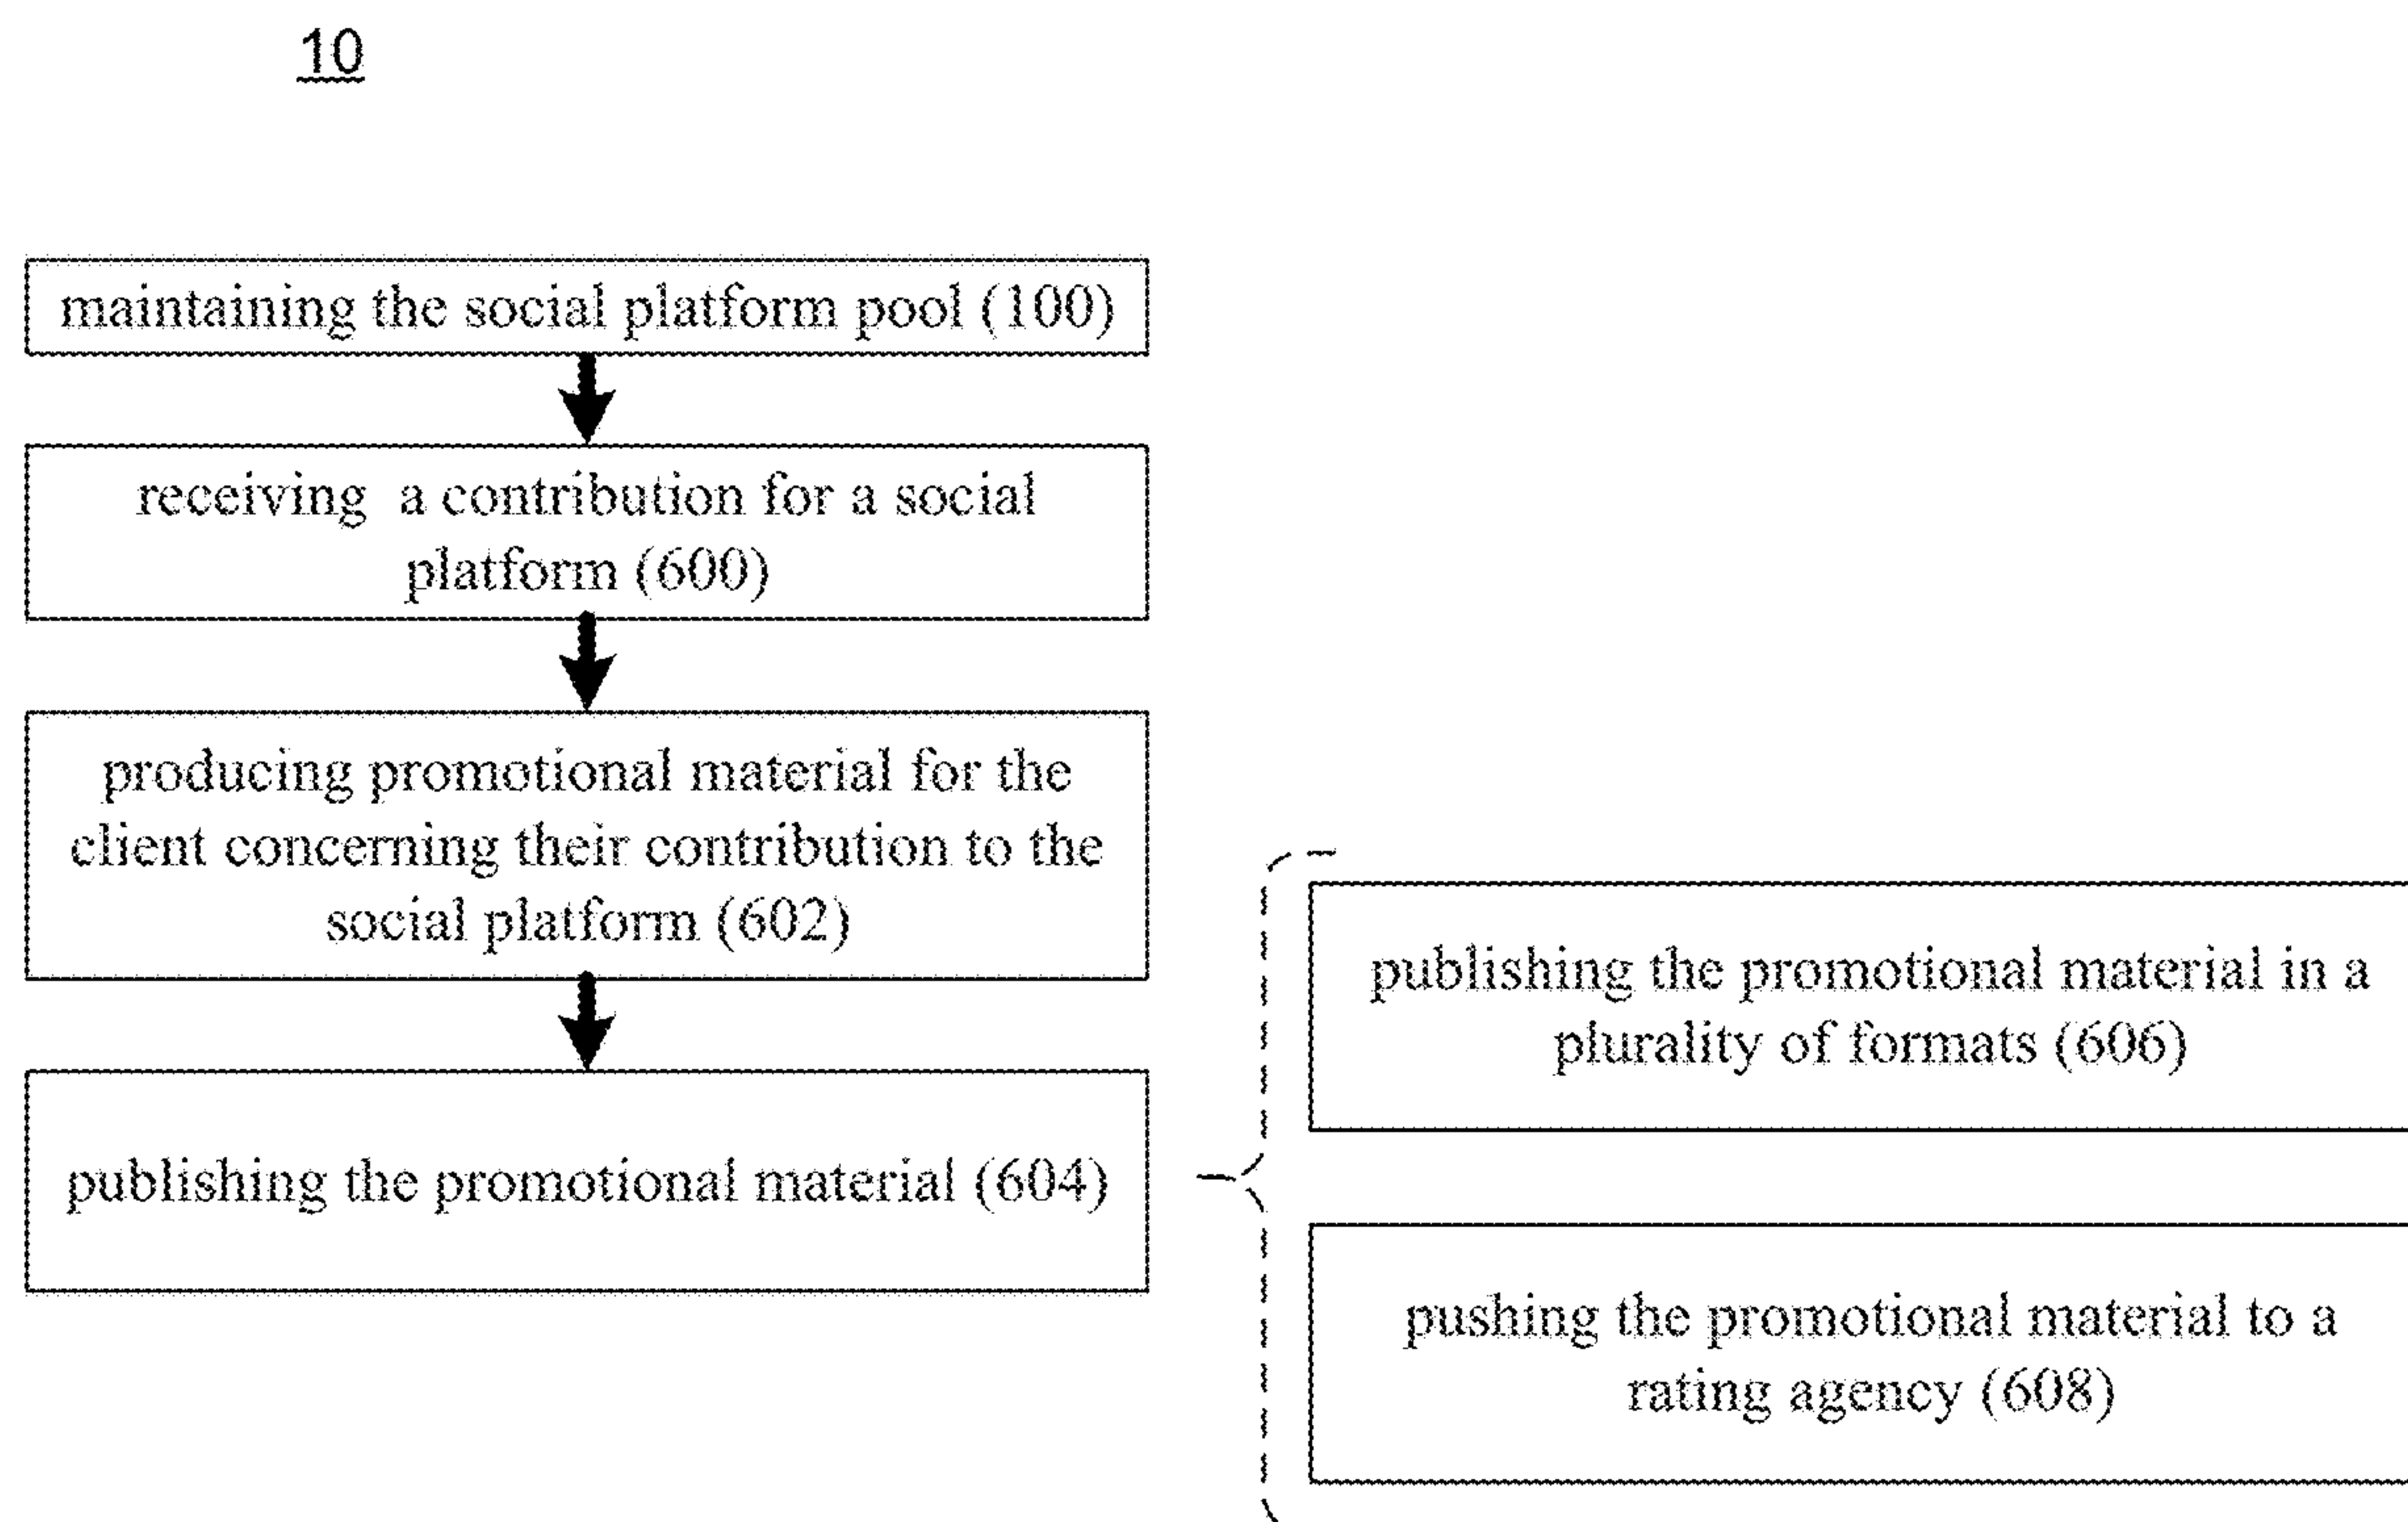 10
maintaining the social platform pool (100)
receiving a contribution for a social
platform (600)
producing promotional material for the
client concerning their contribution to the
social platform (602)
publishing the promotional material (604)
publishing the promotional material in a
plurality of formats (606)
pushing the promotional material to a
rating agency (608)